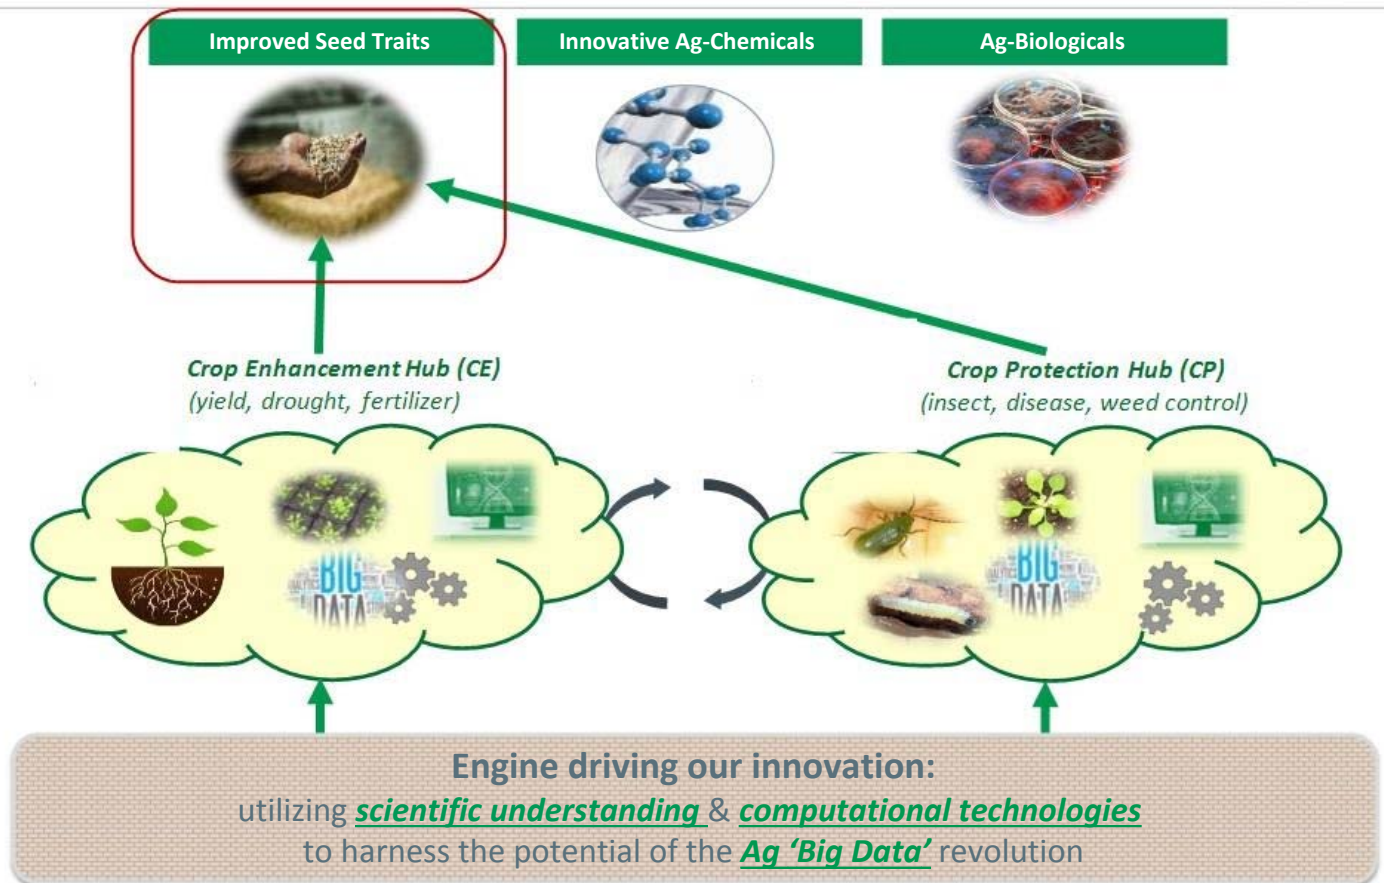 Improved Seed Traits
Innovative Ag-Chemicals
Ag-Biologicals
Crop Enhancement Hub (CE)
(yield, drought, fertilizer)
Crop Protection Hub (CP)
(insect, disease, weed control)
BIG
DATA
BIG
DATA
Engine driving our innovation:
utilizing scientific understanding & computational technologies
to harness the potential of the Ag ‘Big Data’ revolution